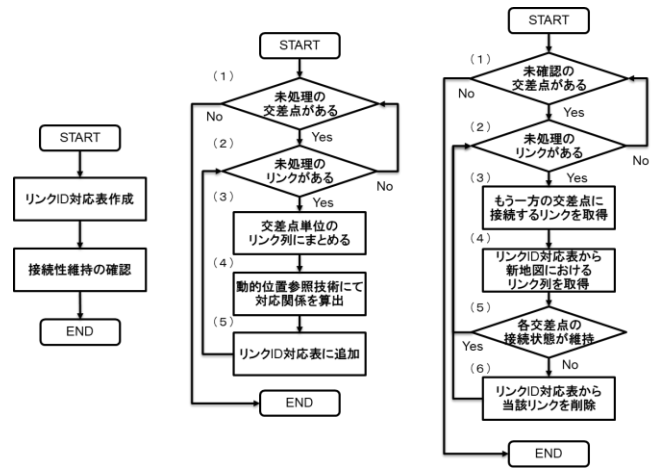 START
リンクID対応表作成
接続性維持の確認
END
START
(1)
未処理の
交差点がある
No
Yes
(2)
未処理の
リンクがある
No
Yes
(3)
交差点単位の
リンク列にまとめる
(4)
動的位置参照技術にて
対応関係を算出
(5)
リンクID対応表に追加
END
START
(1)
未確認の
交差点がある
No
Yes
(2)
未処理の
リンクがある
No
Yes
(3)
もう一方の交差点に
接続するリンクを取得
(4)
リンクID対応表から
新地図における
リンク列を取得
(5)
各交差点の
接続状態が維持
Yes
No
(6)
リンクID対応表から
当該リンクを削除
END